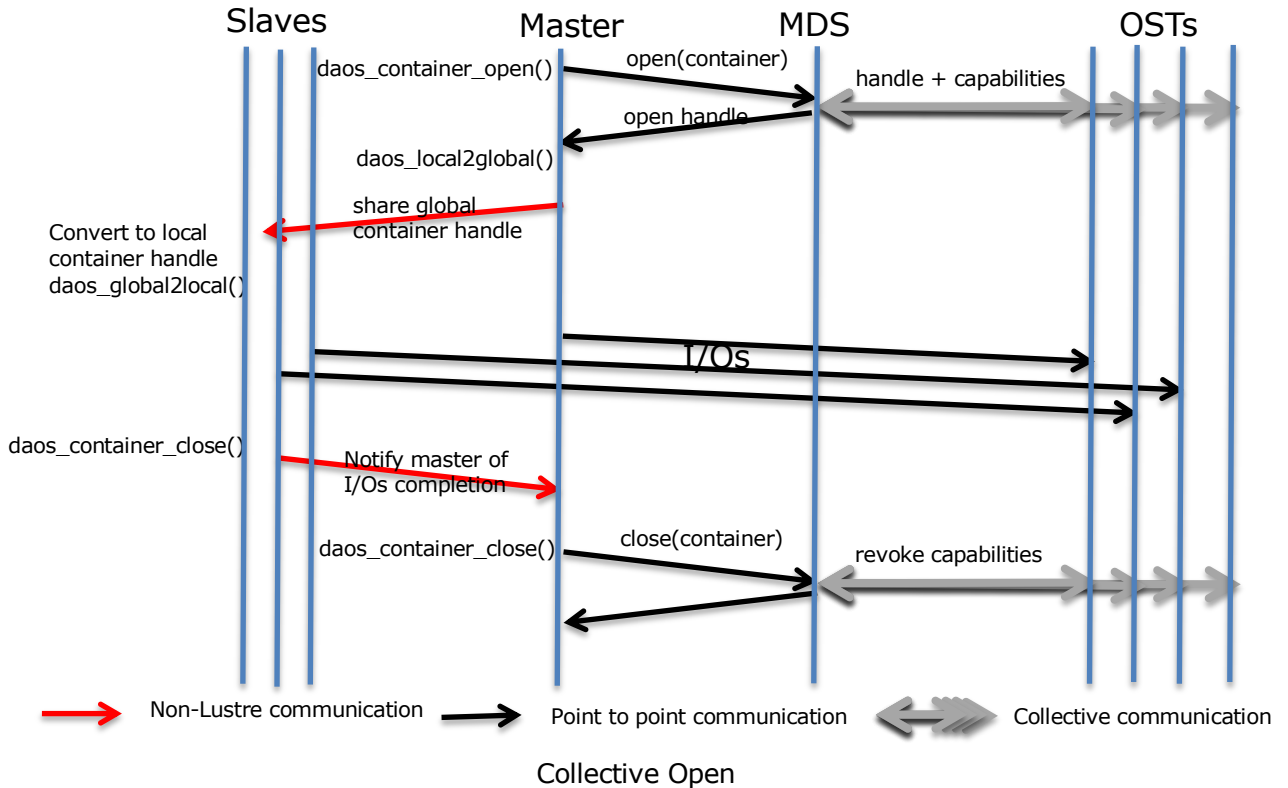 Slaves
Master
MDS
OSTs
daos_container_open()
open(container)
handle + capabilities
open handle
daos_local2global()
share global
container handle
Convert to local
container handle
daos_global2local()
I/Os
daos_container_close()
Notify master of
I/Os completion
daos_container_close()
close(container)
revoke capabilities
Non-Lustre communication
Point to point communication
Collective communication
Collective Open